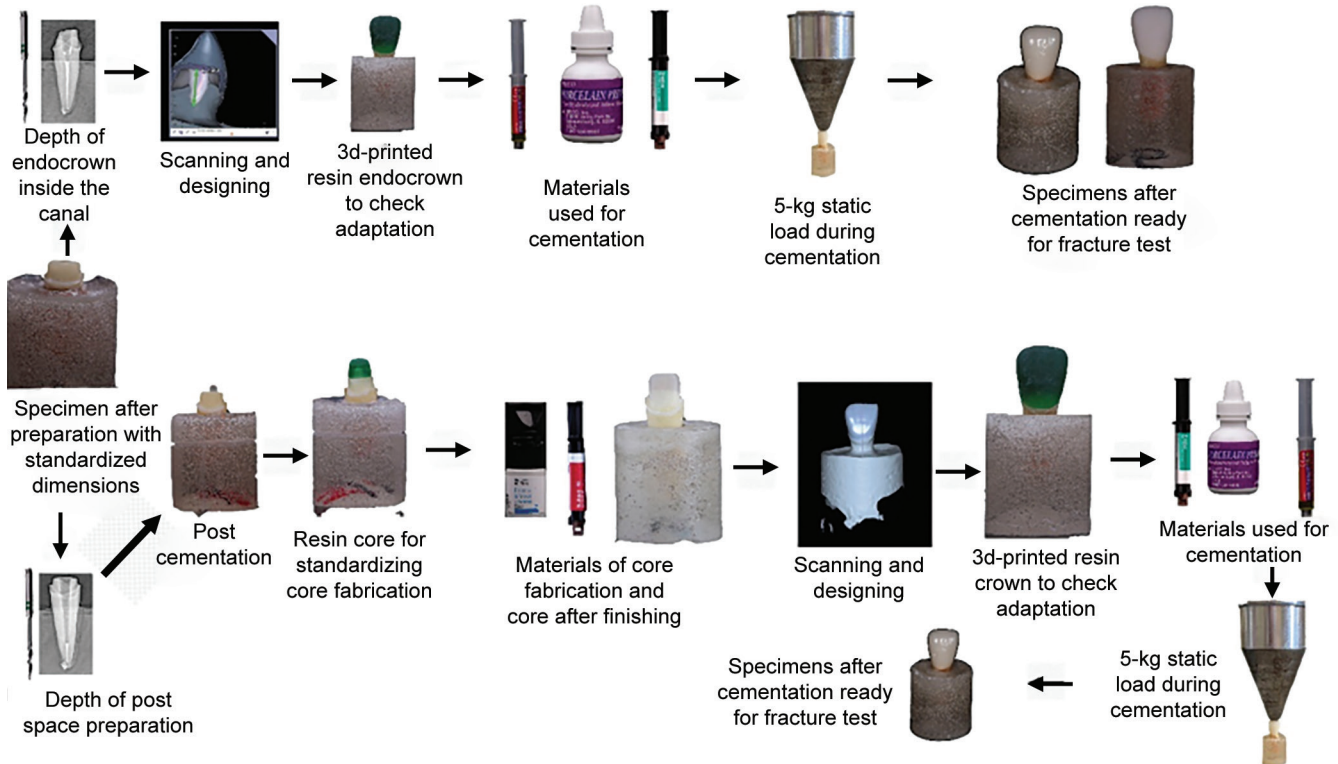 Depth of
endocrown
inside the
canal
Scanning and
designing
3d-printed
resin endocrown
to check
adaptation
PORCELAIN
Materials
used for
cementation
5-kg static
load during
cementation
Specimens after
cementation ready
for fracture test
Specimen after
preparation with
standardized
dimensions
Depth of post
space preparation
Post
cementation
Resin core for
standardizing
core fabrication
Materials of core
fabrication and
core after finishing
Scanning and
designing
3d-printed resin
crown to check
adaptation
Materials used for
cementation
5-kg static
load during
cementation
Specimens after
cementation ready
for fracture test